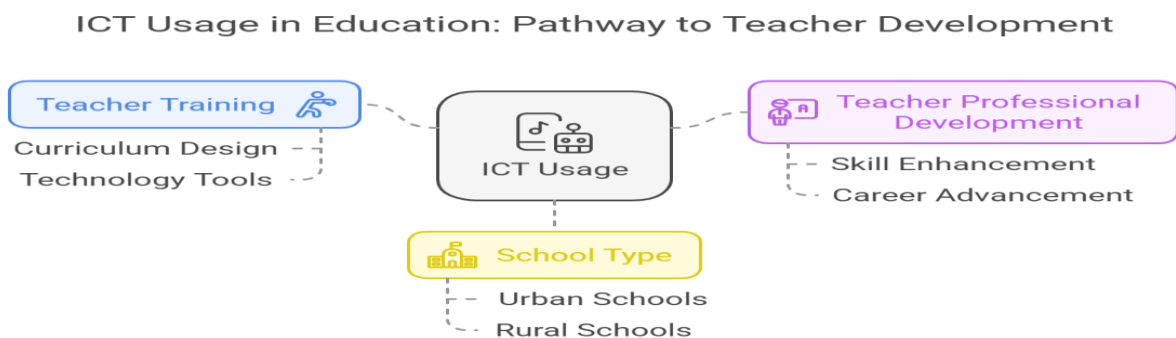 ICT Usage in Education: Pathway to Teacher Development
Teacher Training
Curriculum Design
Technology Tools
ICT Usage
Teacher Professional
Development
A
Skill Enhancement
Career Advancement
School Type
Urban Schools
Rural Schools